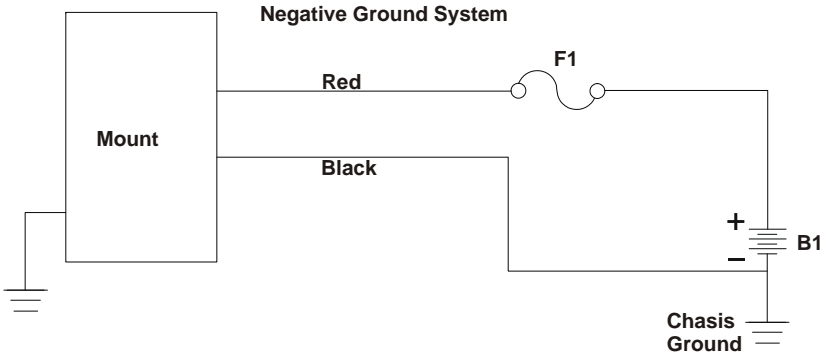 Negative Ground System
F1
Red
Mount
Black
+
B1
−
Chasis
Ground